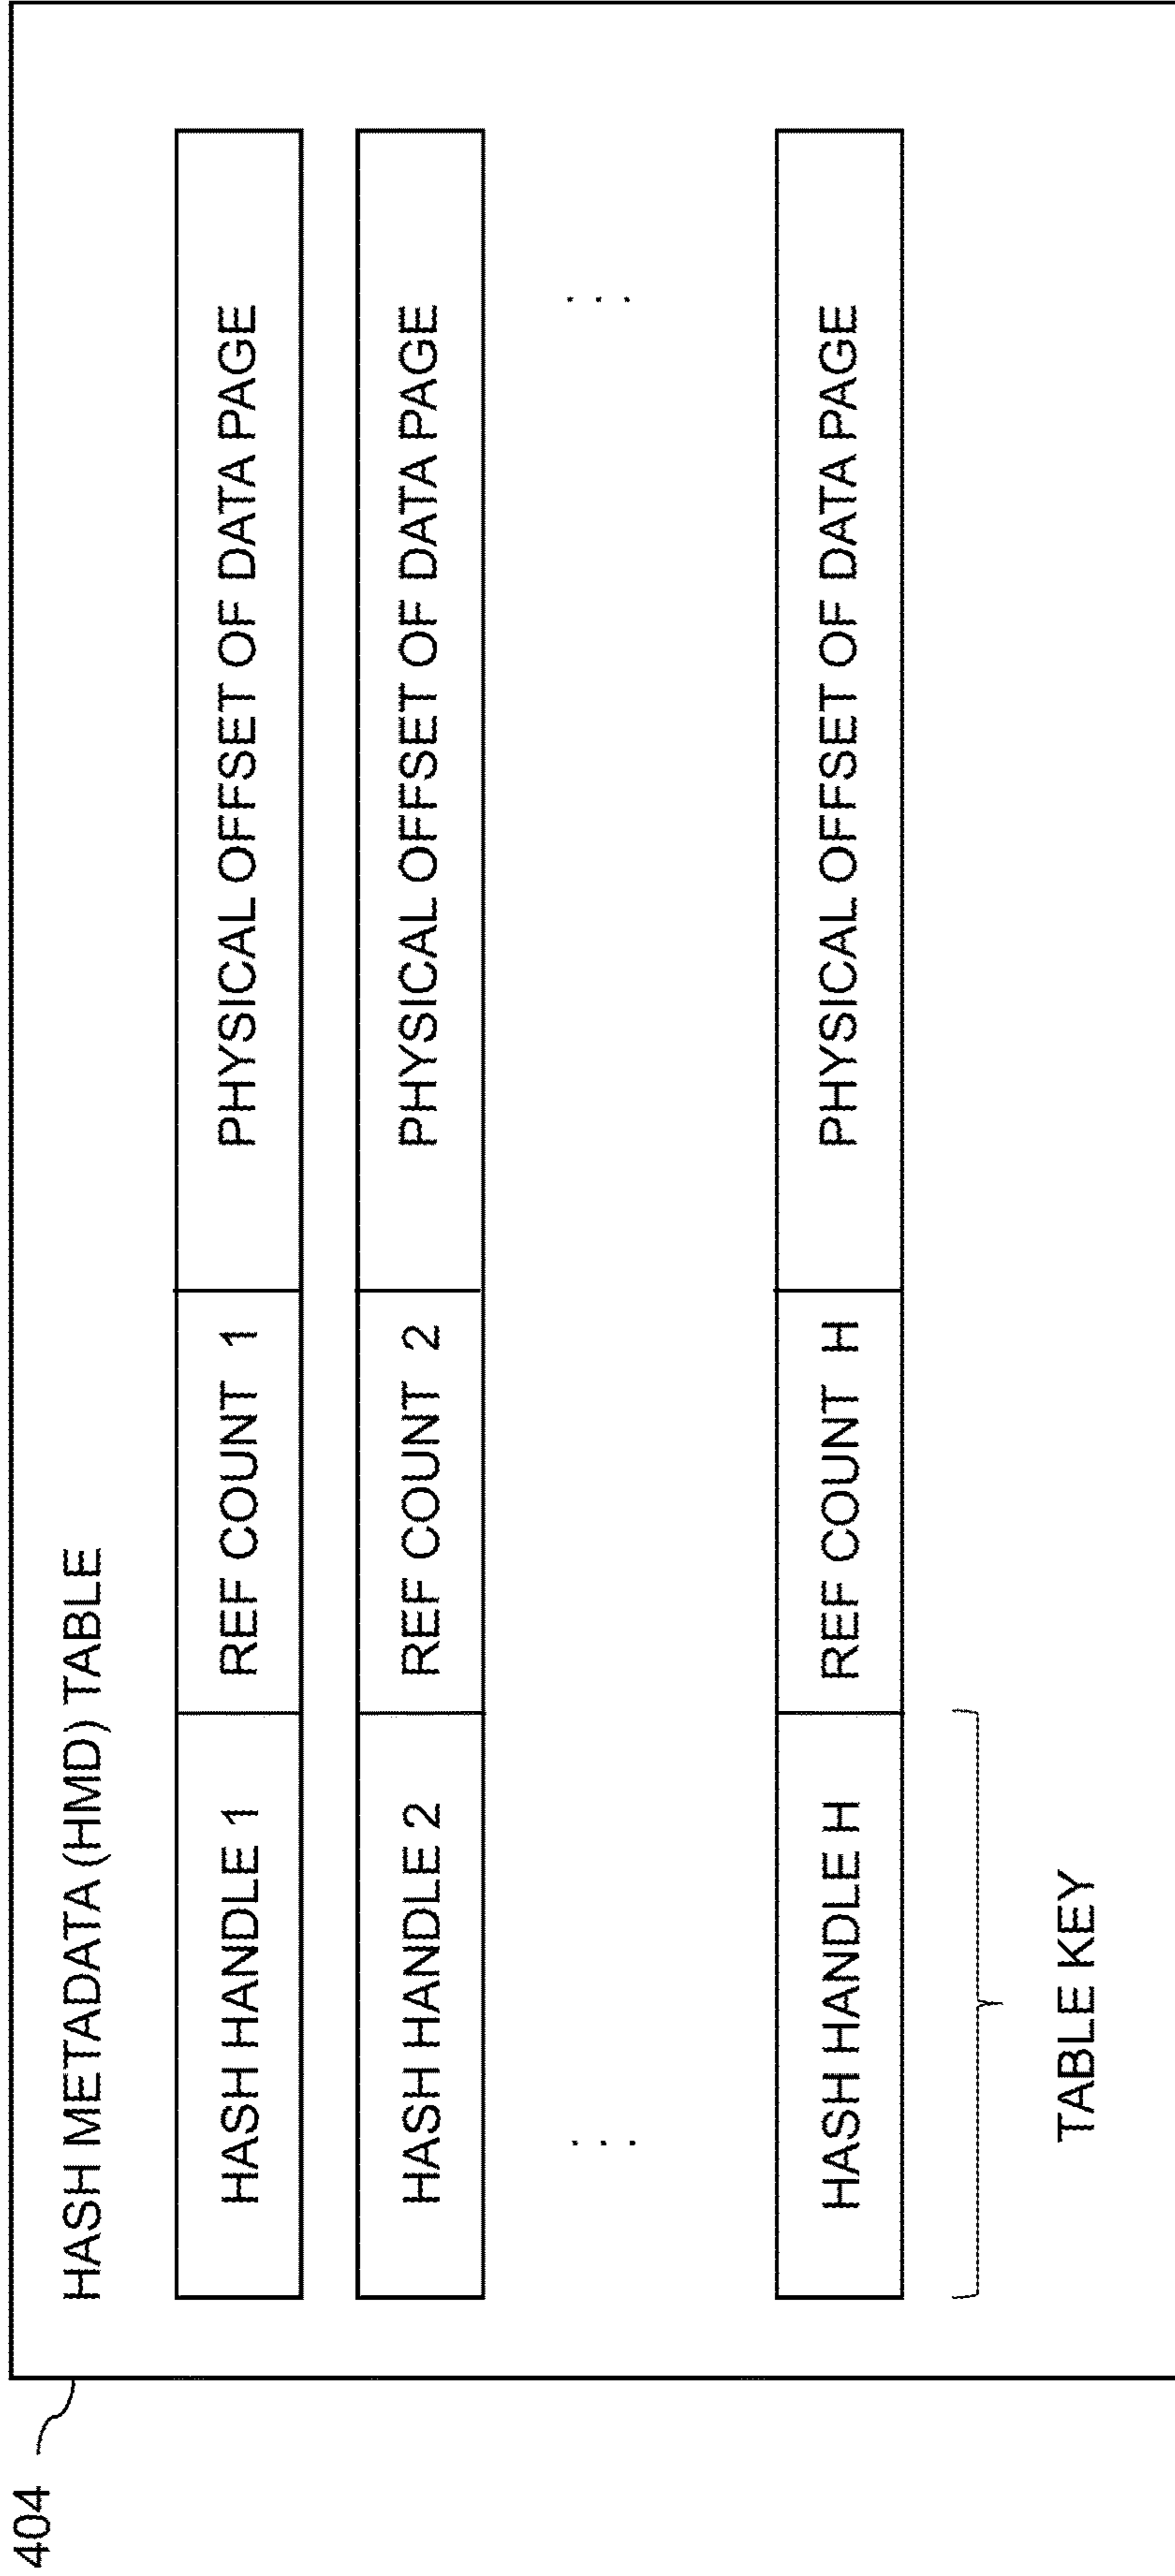 404
HASH METADATA (HMD) TABLE
HASH HANDLE 1 REF COUNT 1 PHYSICAL OFFSET OF DATA PAGE
HASH HANDLE 2 REF COUNT 2 PHYSICAL OFFSET OF DATA PAGE
. . . . . .
HASH HANDLE H REF COUNT H PHYSICAL OFFSET OF DATA PAGE
TABLE KEY